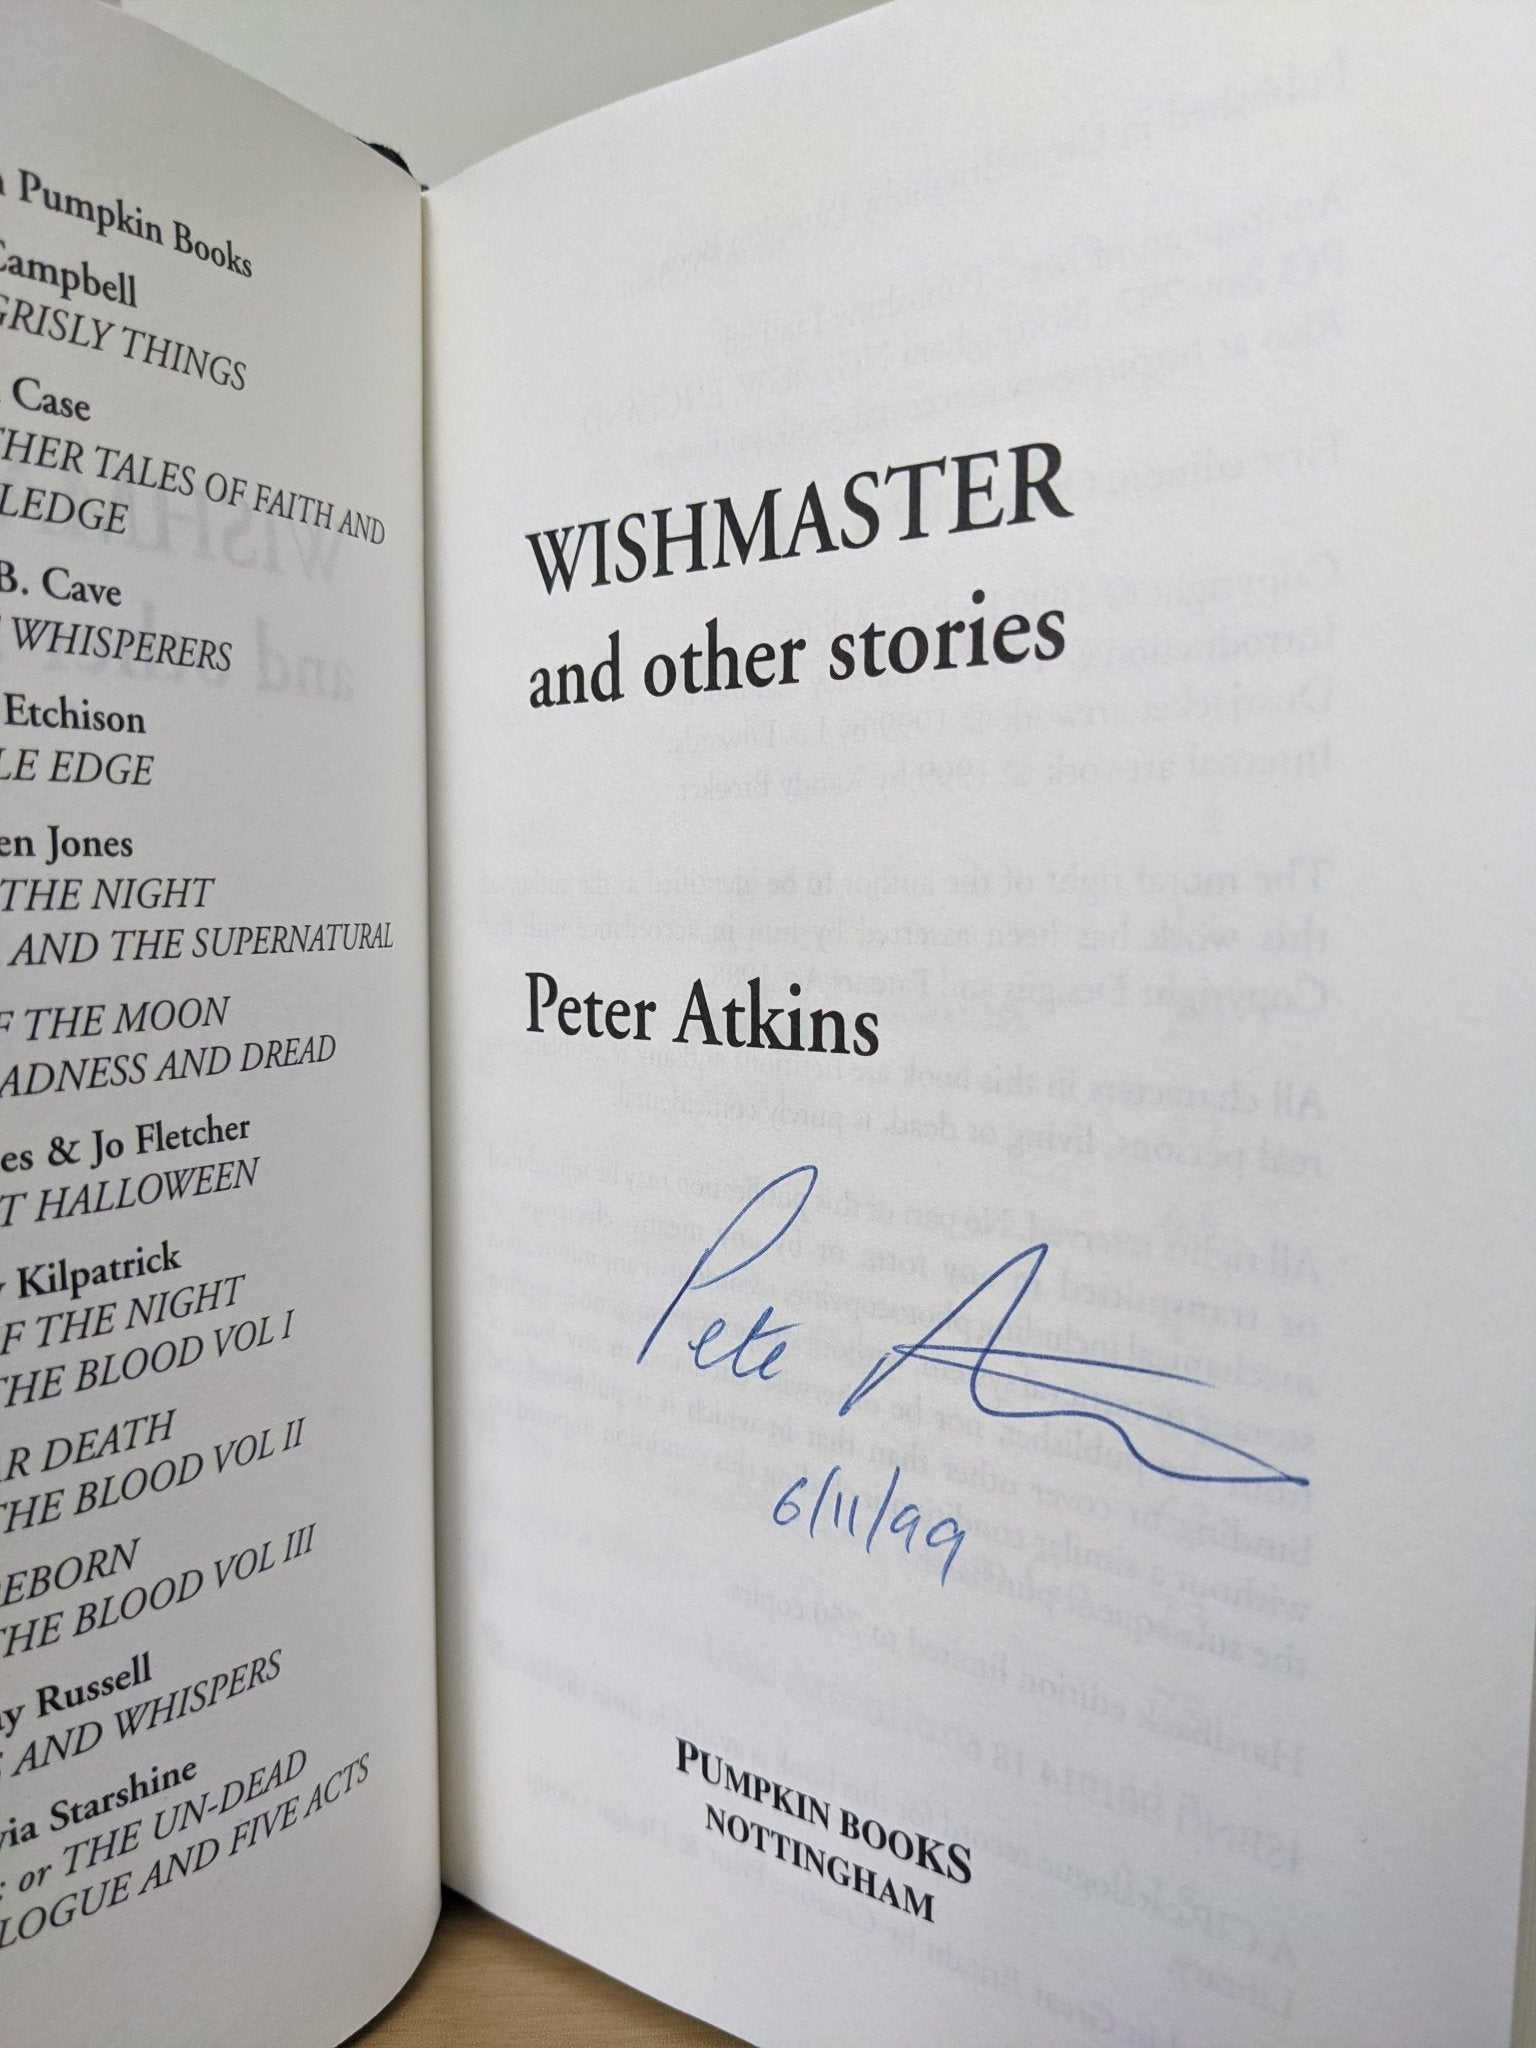 Pumpkin Books
Campbell
GRISLY THINGS
Case
THER TALES OF FAITH AND
LEDGE
B. Cave
WHISPERERS
Etchison
LE EDGE
en Jones
THE NIGHT
AND THE SUPERNATURAL
F THE MOON
ADNESS AND DREAD
es & Jo Fletcher
T HALLOWEEN
y Kilpatrick
F THE NIGHT
THE BLOOD VOL I
AR DEATH
THE BLOOD VOL II
REBORN
THE BLOOD VOL III
ay Russell
AND WHISPERS
via Starshine
: or THE UN-DEAD
LOGUE AND FIVE ACTS
WISHMASTER
and other stories
Peter Atkins
Pete A
6/11/99
PUMPKIN BOOKS
NOTTINGHAM